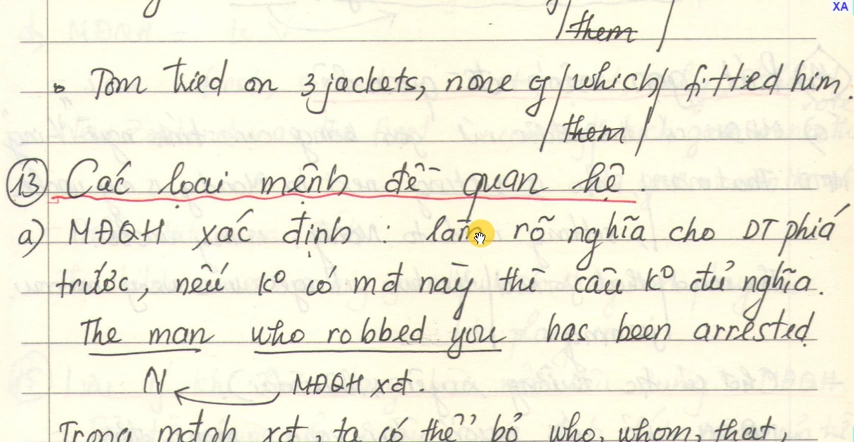 them
Tom tried on 3 jackets, none of which fitted him.
them
13 Các loại mệnh đề quan hệ.
a) MĐQH xác định: làm rõ nghĩa cho DT phía
trước, nếu k° có mđ này thì câu k° đủ nghĩa.
The man who robbed you has been arrested
N MĐQH xđ
Trong mđqh xđ, ta có thể bỏ who, whom, that,
XA